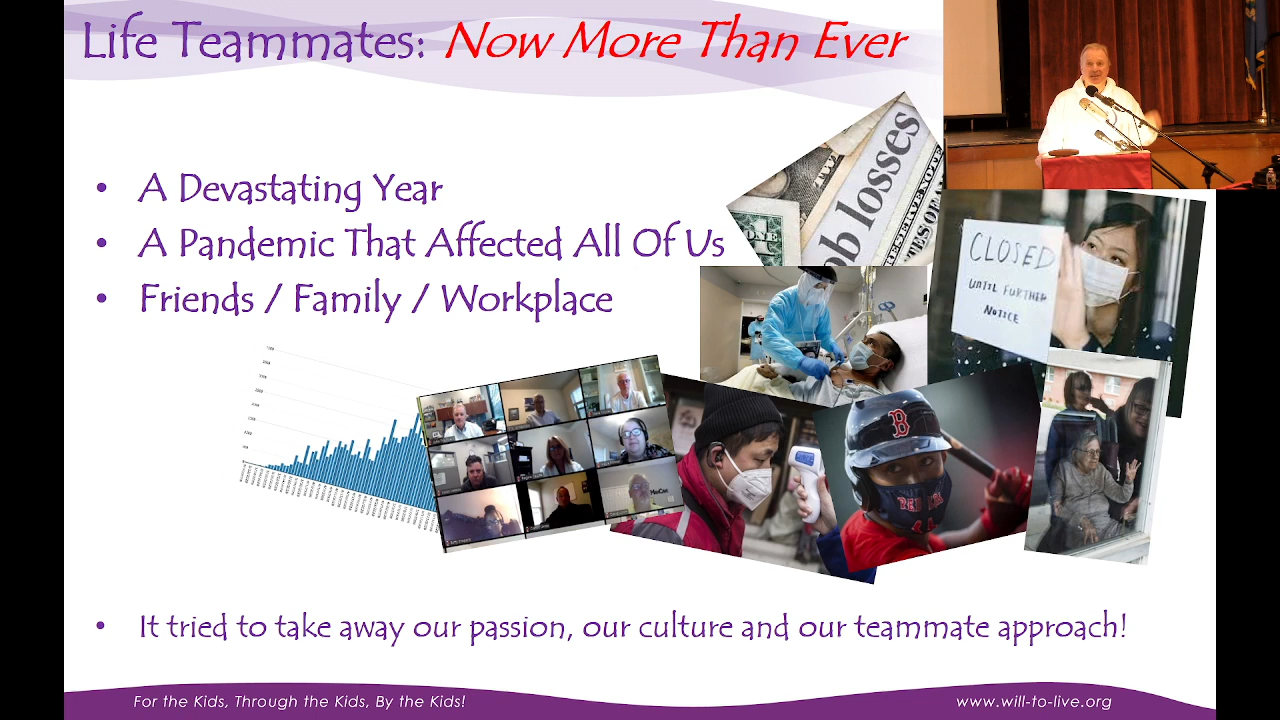 Life Teammates: Now More Than Ever
A Devastating Year
A Pandemic That Affected All Of Us
Friends / Family / Workplace
job losses
ONE
CLOSED
UNTIL FURTHER
NOTICE
B
RED
It tried to take away our passion, our culture and our teammate approach!
For the Kids, Through the Kids, By the Kids!
www.will-to-live.org